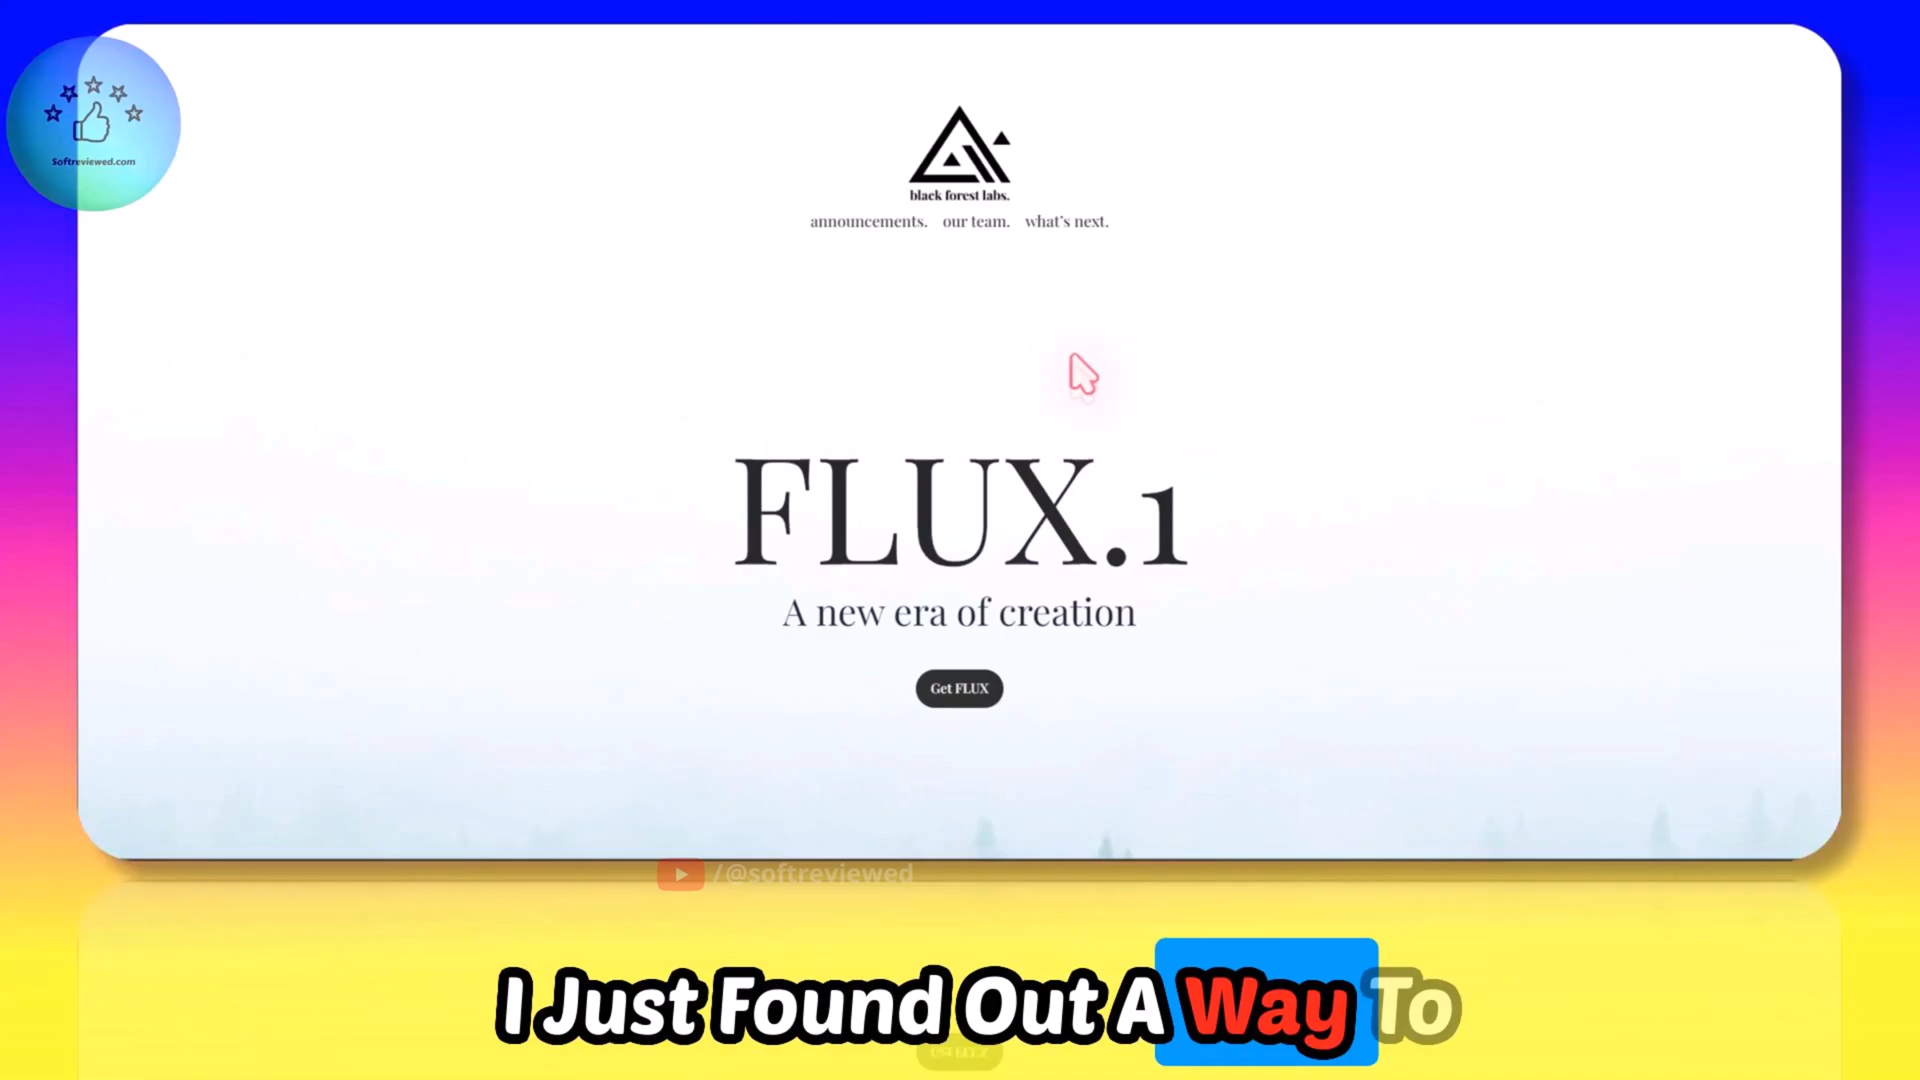 Softreviewed.com
black forest labs.
announcements. our team. what's next.
FLUX.1
A new era of creation
Get FLUX
/@softreviewed
I Just Found Out A Way To